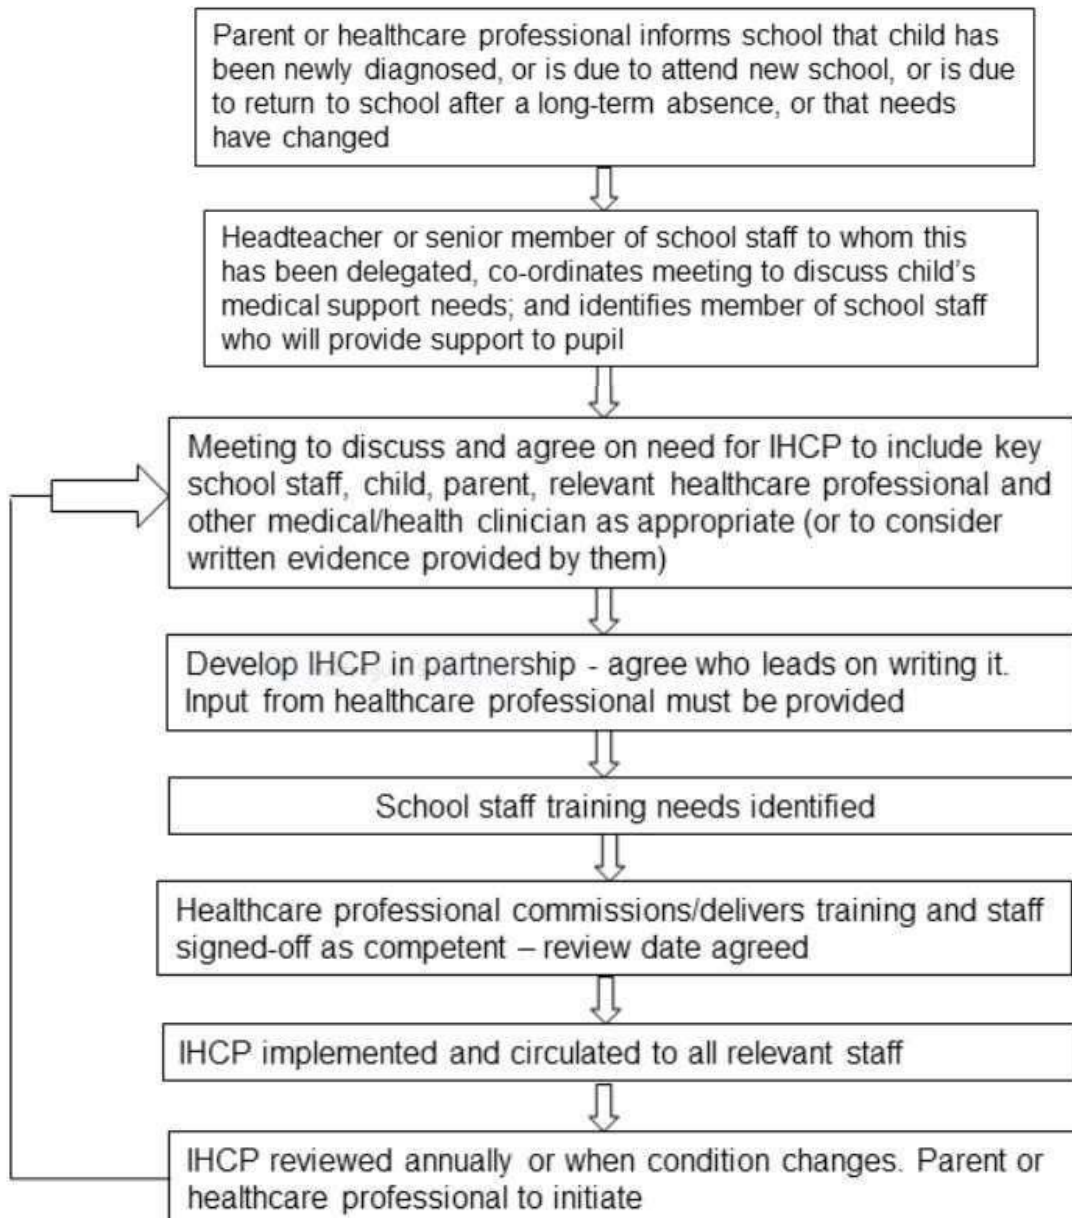 Parent or healthcare professional informs school that child has
been newly diagnosed, or is due to attend new school, or is due
to return to school after a long-term absence, or that needs
have changed
Headteacher or senior member of school staff to whom this
has been delegated, co-ordinates meeting to discuss child's
medical support needs; and identifies member of school staff
who will provide support to pupil
Meeting to discuss and agree on need for IHCP to include key
school staff, child, parent, relevant healthcare professional and
other medical/health clinician as appropriate (or to consider
written evidence provided by them)
Develop IHCP in partnership - agree who leads on writing it.
Input from healthcare professional must be provided
School staff training needs identified
Healthcare professional commissions/delivers training and staff
signed-off as competent – review date agreed
IHCP implemented and circulated to all relevant staff
IHCP reviewed annually or when condition changes. Parent or
healthcare professional to initiate